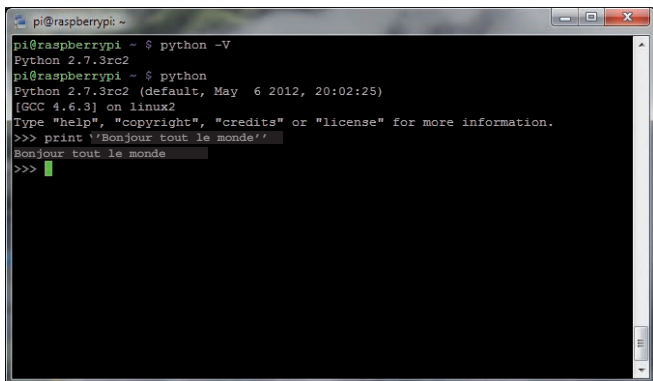 pi@raspberrypi: ~
pi@raspberrypi ~ $ python -V
Python 2.7.3rc2
pi@raspberrypi ~ $ python
Python 2.7.3rc2 (default, May  6 2012, 20:02:25)
[GCC 4.6.3] on linux2
Type "help", "copyright", "credits" or "license" for more information.
>>> print \'Bonjour tout le monde''
Bonjour tout le monde
>>>